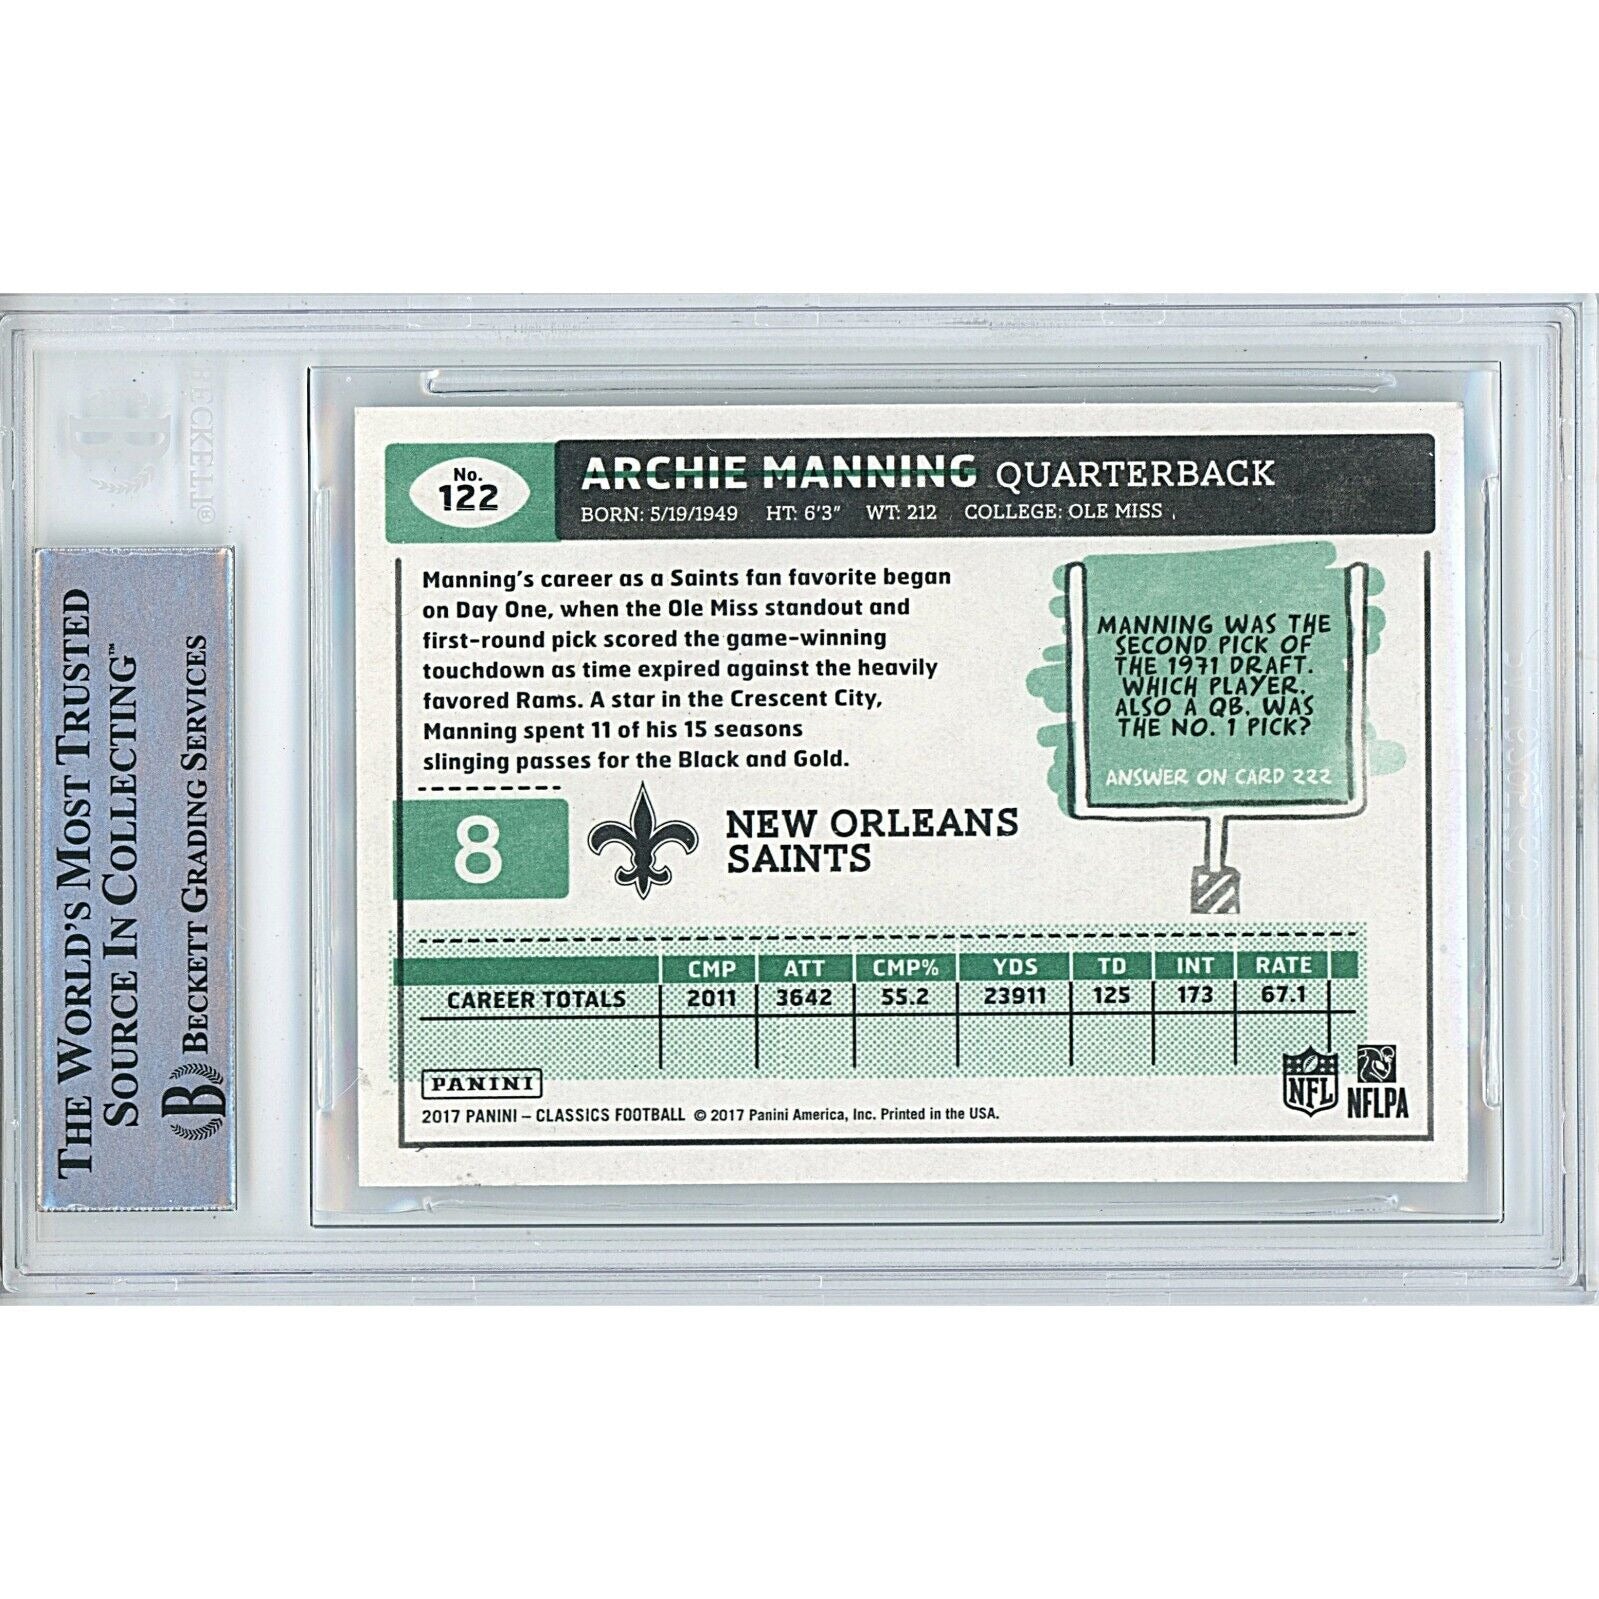 BECKETT®
B
THE WORLD'S MOST TRUSTED
SOURCE IN COLLECTING™
B BECKETT GRADING SERVICES
No.
122
ARCHIE MANNING QUARTERBACK
BORN: 5/19/1949 HT: 6'3" WT: 212 COLLEGE: OLE MISS
Manning's career as a Saints fan favorite began
on Day One, when the Ole Miss standout and
first-round pick scored the game-winning
touchdown as time expired against the heavily
favored Rams. A star in the Crescent City,
Manning spent 11 of his 15 seasons
slinging passes for the Black and Gold.
MANNING WAS THE
SECOND PICK OF
THE 1971 DRAFT.
WHICH PLAYER,
ALSO A QB, WAS
THE NO. 1 PICK?
ANSWER ON CARD 222
8
NEW ORLEANS
SAINTS
CMP ATT CMP% YDS TD INT RATE
CAREER TOTALS 2011 3642 55.2 23911 125 173 67.1
PANINI
2017 PANINI – CLASSICS FOOTBALL © 2017 Panini America, Inc. Printed in the USA.
NFL
NFLPA